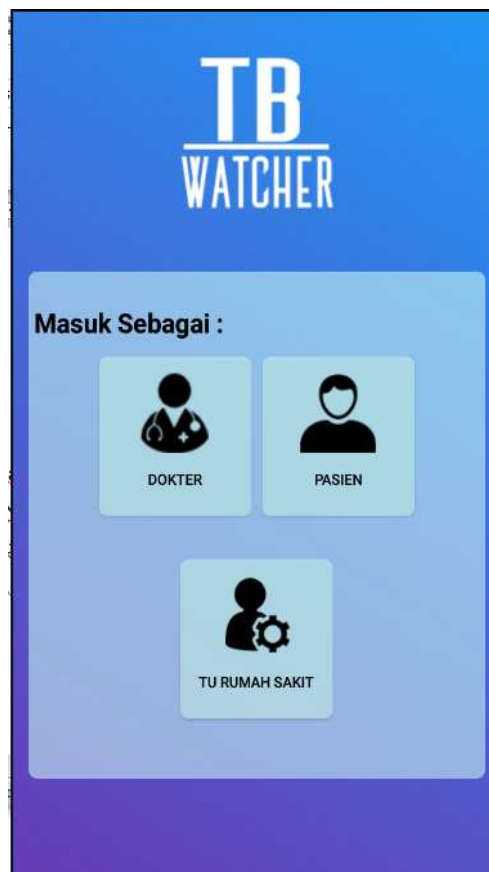 TB
WATCHER
Masuk Sebagai :
DOKTER
PASIEN
TU RUMAH SAKIT